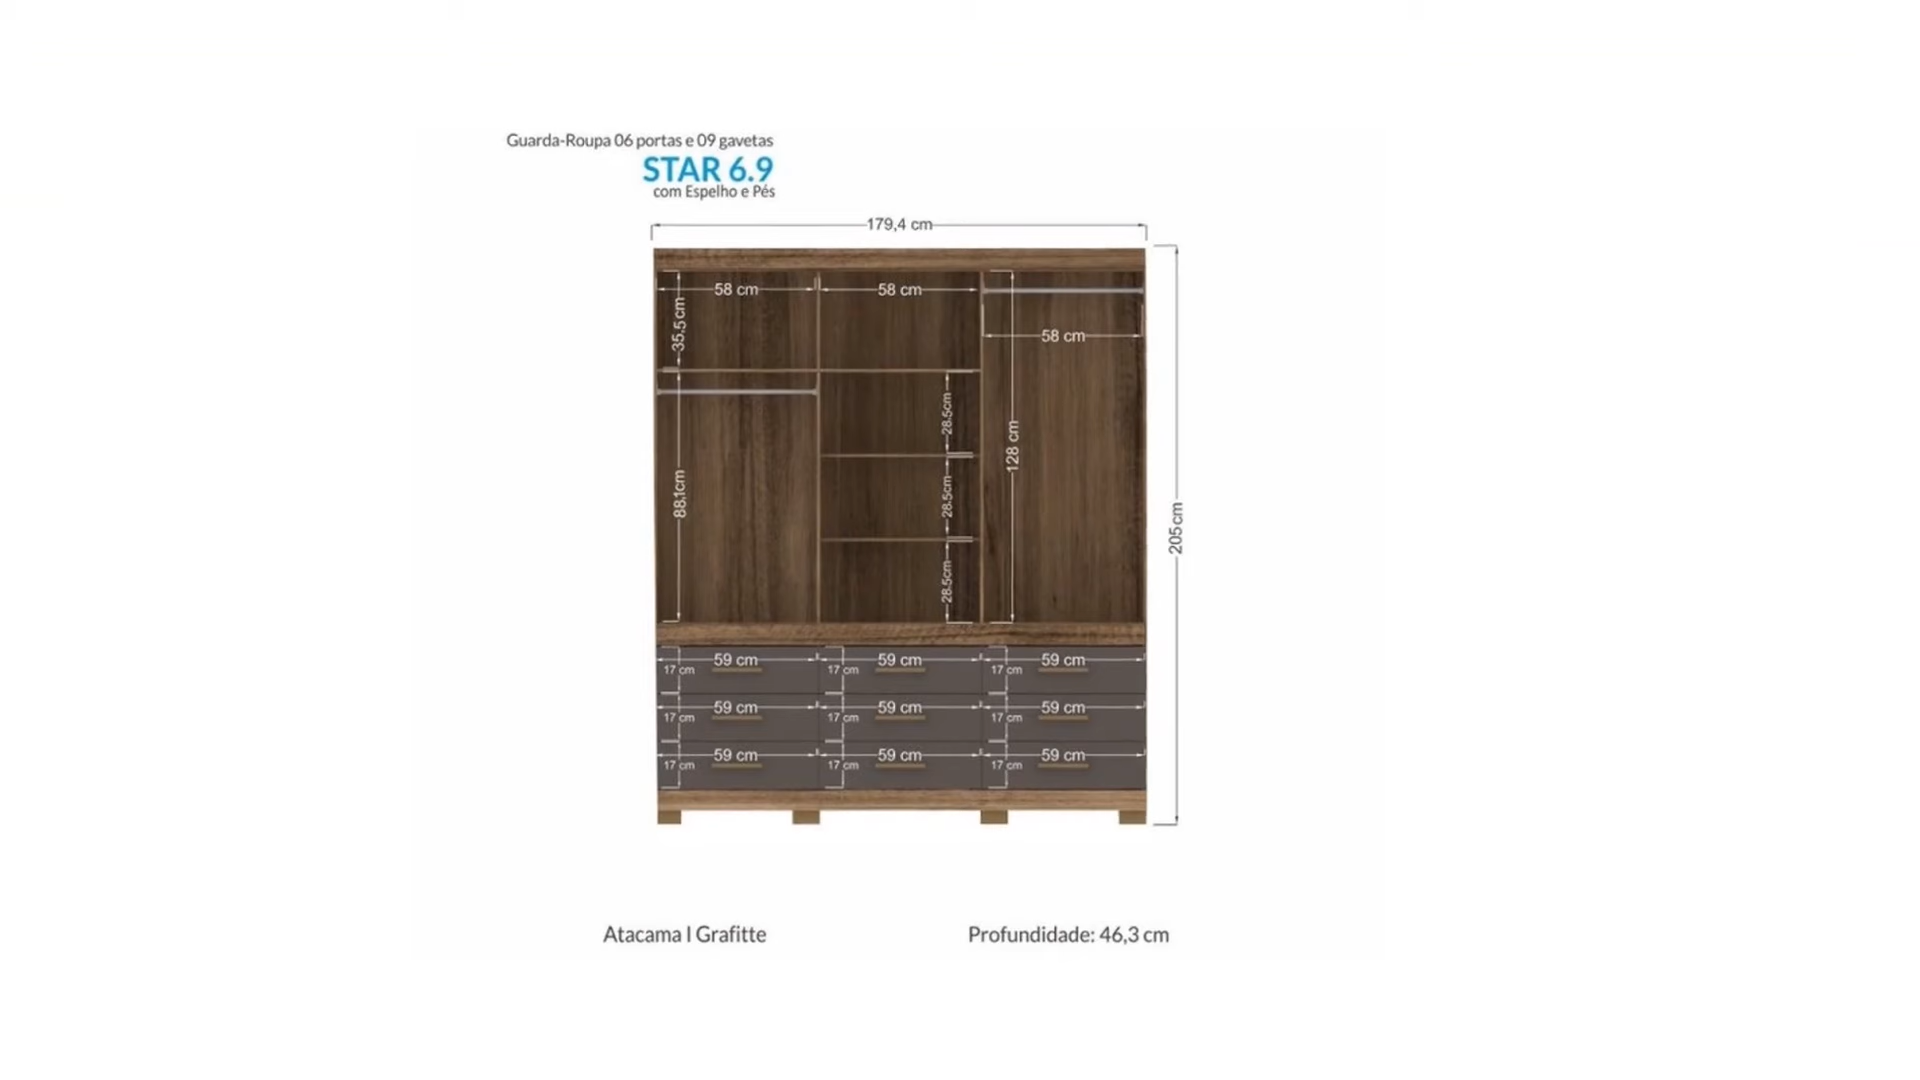 Guarda-Roupa 06 portas e 09 gavetas
STAR 6.9
com Espelho e Pés
179,4 cm
58 cm
58 cm
58 cm
35.5cm
28.5cm
128 cm
88,1cm
28.5cm
205cm
28.5cm
59 cm
59 cm
59 cm
17 cm
17 cm
17 cm
59 cm
59 cm
59 cm
17 cm
17 cm
17 cm
59 cm
59 cm
59 cm
17 cm
17 cm
17 cm
Atacama I Grafitte
Profundidade: 46,3 cm